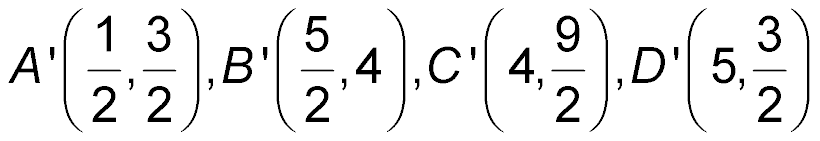 A'(1/2, 3/2), B'(5/2, 4), C'(4, 9/2), D'(5, 3/2)